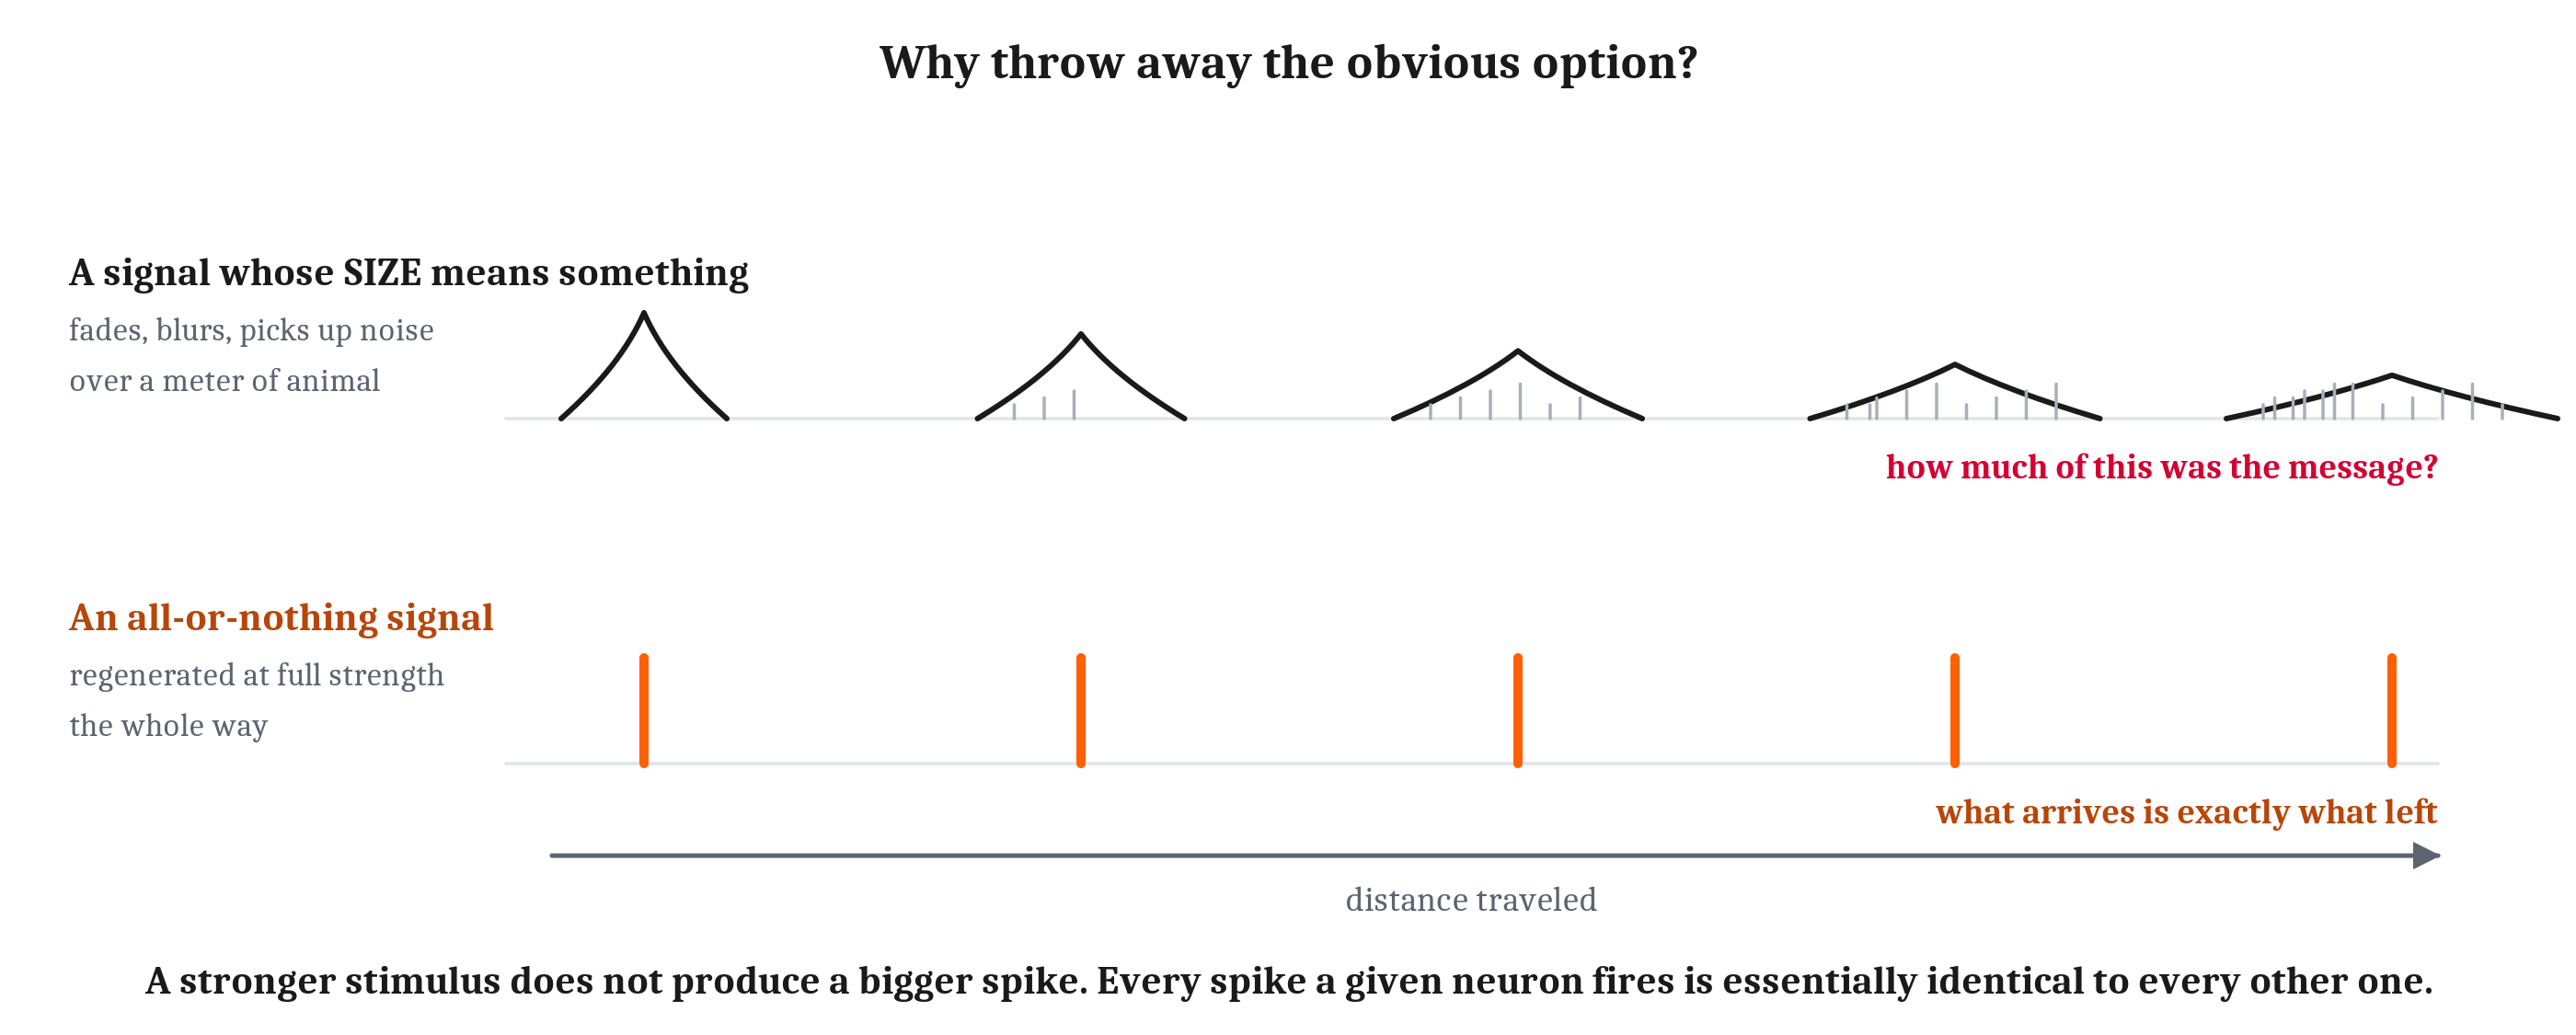 Why throw away the obvious option?
A signal whose SIZE means something
fades, blurs, picks up noise
over a meter of animal
how much of this was the message?
An all-or-nothing signal
regenerated at full strength
the whole way
what arrives is exactly what left
distance traveled
A stronger stimulus does not produce a bigger spike. Every spike a given neuron fires is essentially identical to every other one.